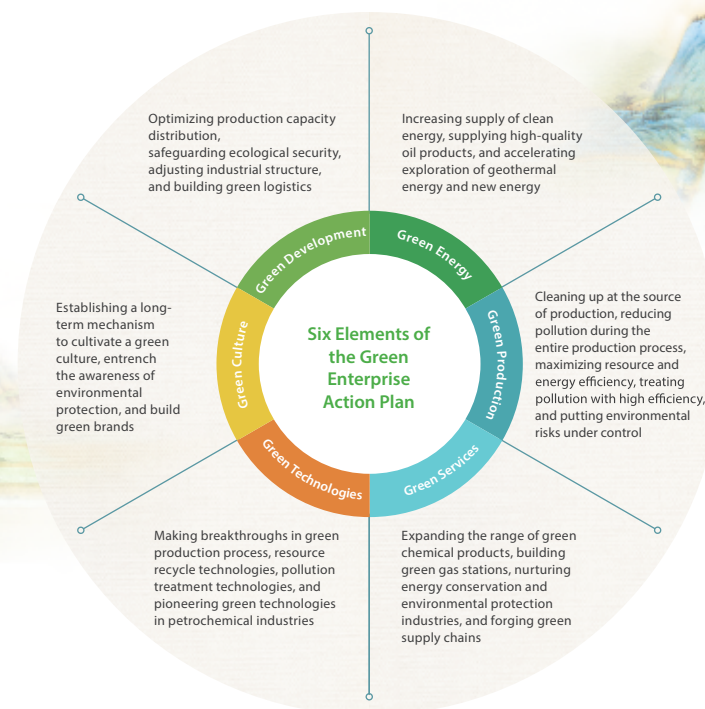 Optimizing production capacity
distribution,
safeguarding ecological security,
adjusting industrial structure,
and building green logistics
Increasing supply of clean
energy, supplying high-quality
oil products, and accelerating
exploration of geothermal
energy and new energy
Green Development
Green Energy
Establishing a long-
term mechanism
to cultivate a green
culture, entrench
the awareness of
environmental
protection, and build
green brands
Green Culture
Six Elements of
the Green
Enterprise
Action Plan
Green Production
Cleaning up at the source
of production, reducing
pollution during the
entire production process,
maximizing resource and
energy efficiency, treating
pollution with high efficiency,
and putting environmental
risks under control
Green Technologies
Green Services
Making breakthroughs in green
production process, resource
recycle technologies, pollution
treatment technologies, and
pioneering green technologies
in petrochemical industries
Expanding the range of green
chemical products, building
green gas stations, nurturing
energy conservation and
environmental protection
industries, and forging green
supply chains